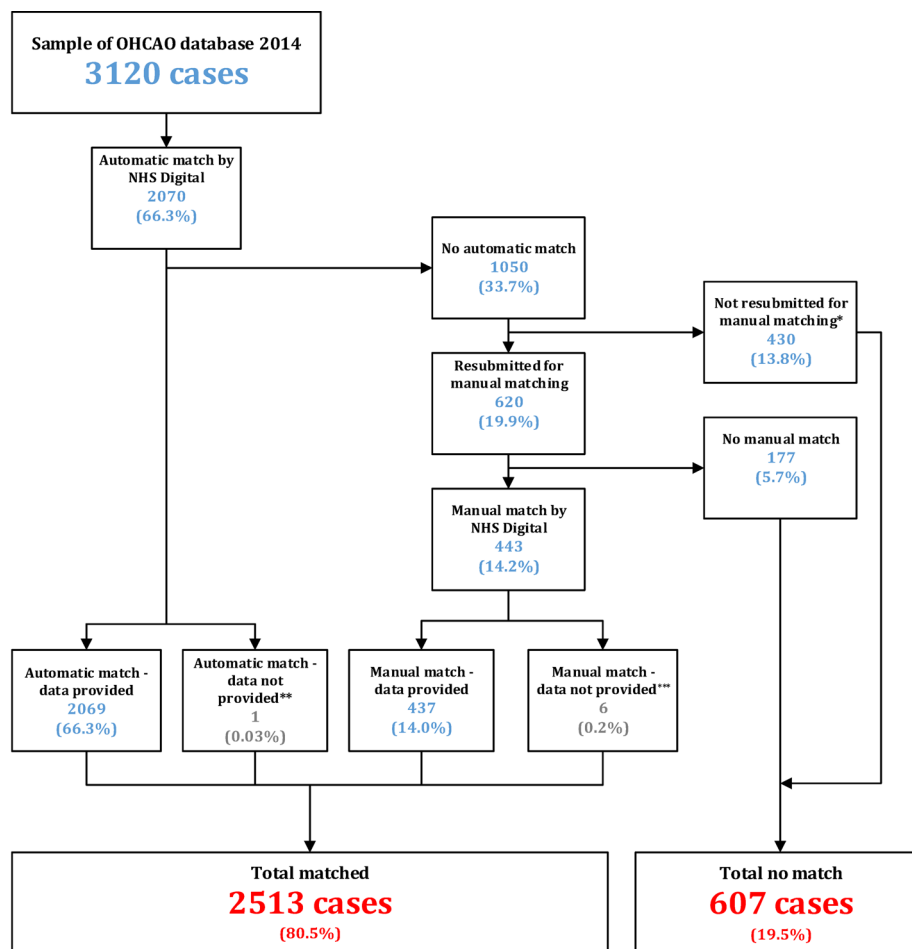 Sample of OHCAO database 2014
3120 cases
Automatic match by
NHS Digital
2070
(66.3%)
No automatic match
1050
(33.7%)
Not resubmitted for
manual matching*
430
(13.8%)
Resubmitted for
manual matching
620
(19.9%)
No manual match
177
(5.7%)
Manual match by
NHS Digital
443
(14.2%)
Automatic match -
data provided
2069
(66.3%)
Automatic match -
data not
provided**
1
(0.03%)
Manual match -
data provided
437
(14.0%)
Manual match -
data not provided***
6
(0.2%)
Total matched
2513 cases
(80.5%)
Total no match
607 cases
(19.5%)